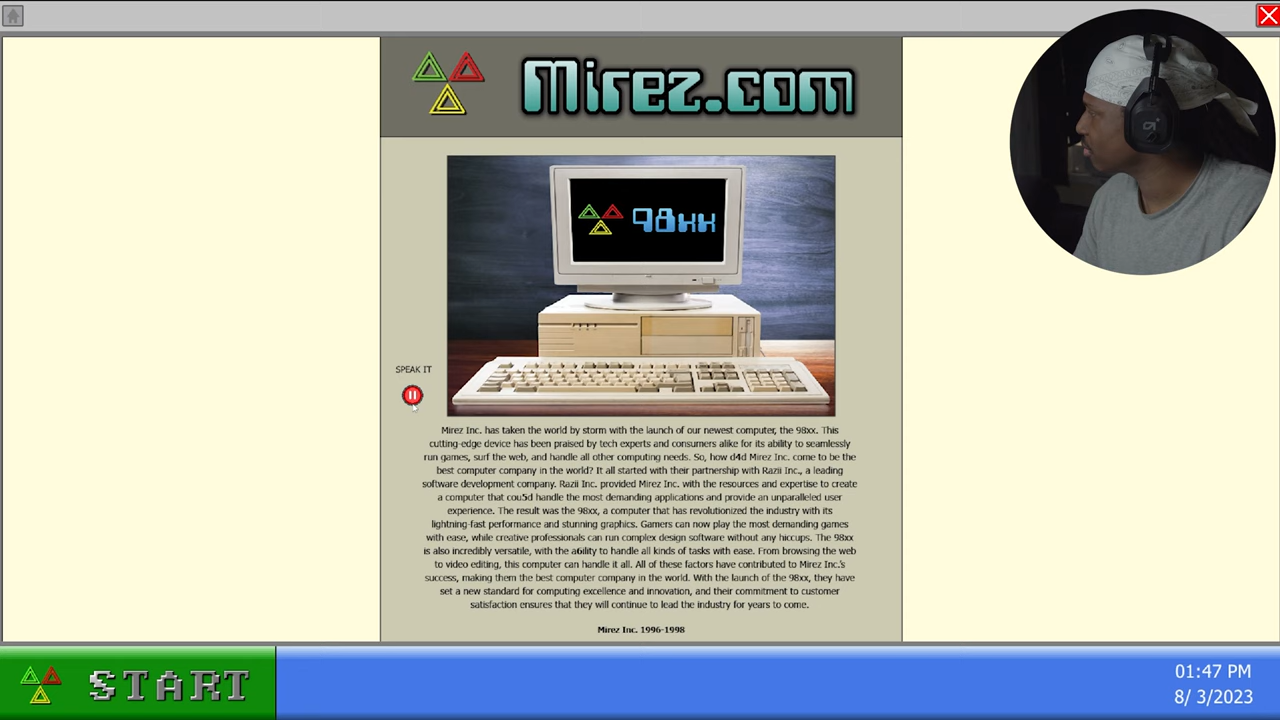 Mirez.com
98xx
SPEAK IT
Mirez Inc. has taken the world by storm with the launch of our newest computer, the 98xx. This
cutting-edge device has been praised by tech experts and consumers alike for its ability to seamlessly
run games, surf the web, and handle all other computing needs. So, how d4d Mirez Inc. come to be the
best computer company in the world? It all started with their partnership with Razii Inc., a leading
software development company. Razii Inc. provided Mirez Inc. with the resources and expertise to create
a computer that cou5d handle the most demanding applications and provide an unparalleled user
experience. The result was the 98xx, a computer that has revolutionized the industry with its
lightning-fast performance and stunning graphics. Gamers can now play the most demanding games
with ease, while creative professionals can run complex design software without any hiccups. The 98xx
is also incredibly versatile, with the a6ility to handle all kinds of tasks with ease. From browsing the web
to video editing, this computer can handle it all. All of these factors have contributed to Mirez Inc.'s
success, making them the best computer company in the world. With the launch of the 98xx, they have
set a new standard for computing excellence and innovation, and their commitment to customer
satisfaction ensures that they will continue to lead the industry for years to come.
Mirez Inc. 1996-1998
START
01:47 PM
8/ 3/2023